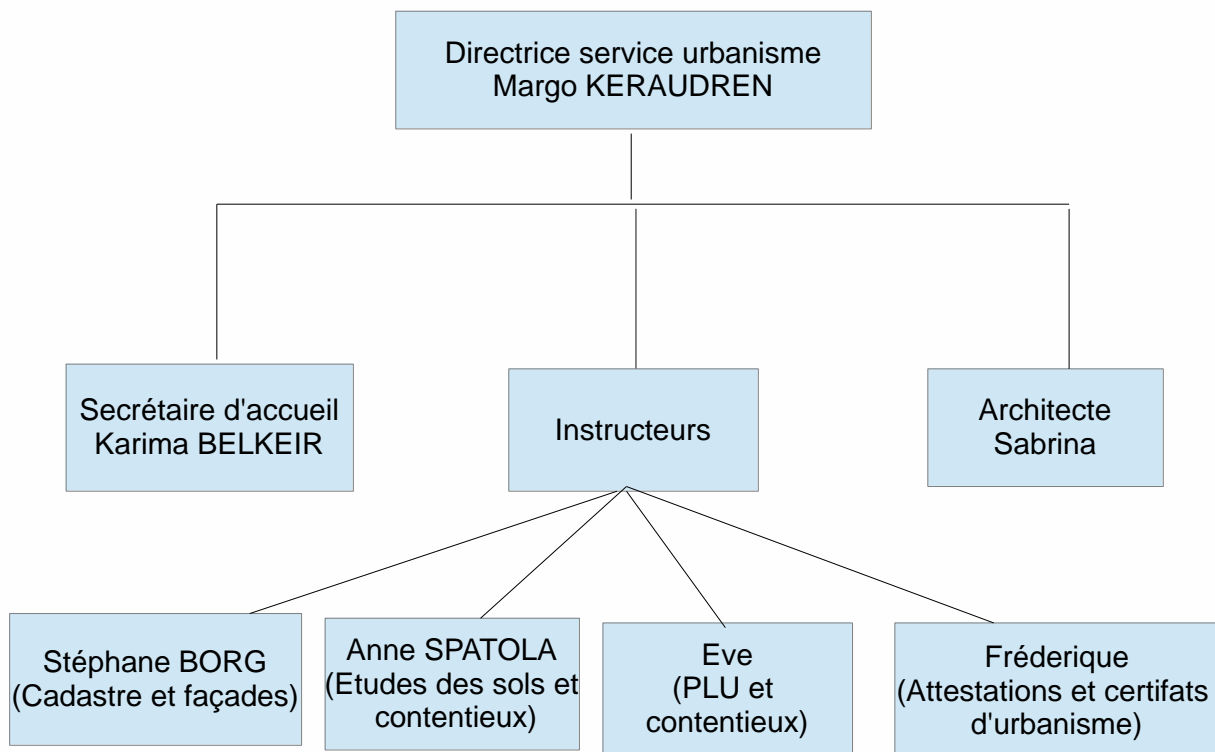 Directrice service urbanisme
Margo KERAUDREN
Secrétaire d'accueil
Karima BELKEIR
Instructeurs
Architecte
Sabrina
Stéphane BORG
(Cadastre et façades)
Anne SPATOLA
(Etudes des sols et
contentieux)
Eve
(PLU et
contentieux)
Fréderique
(Attestations et certifats
d'urbanisme)